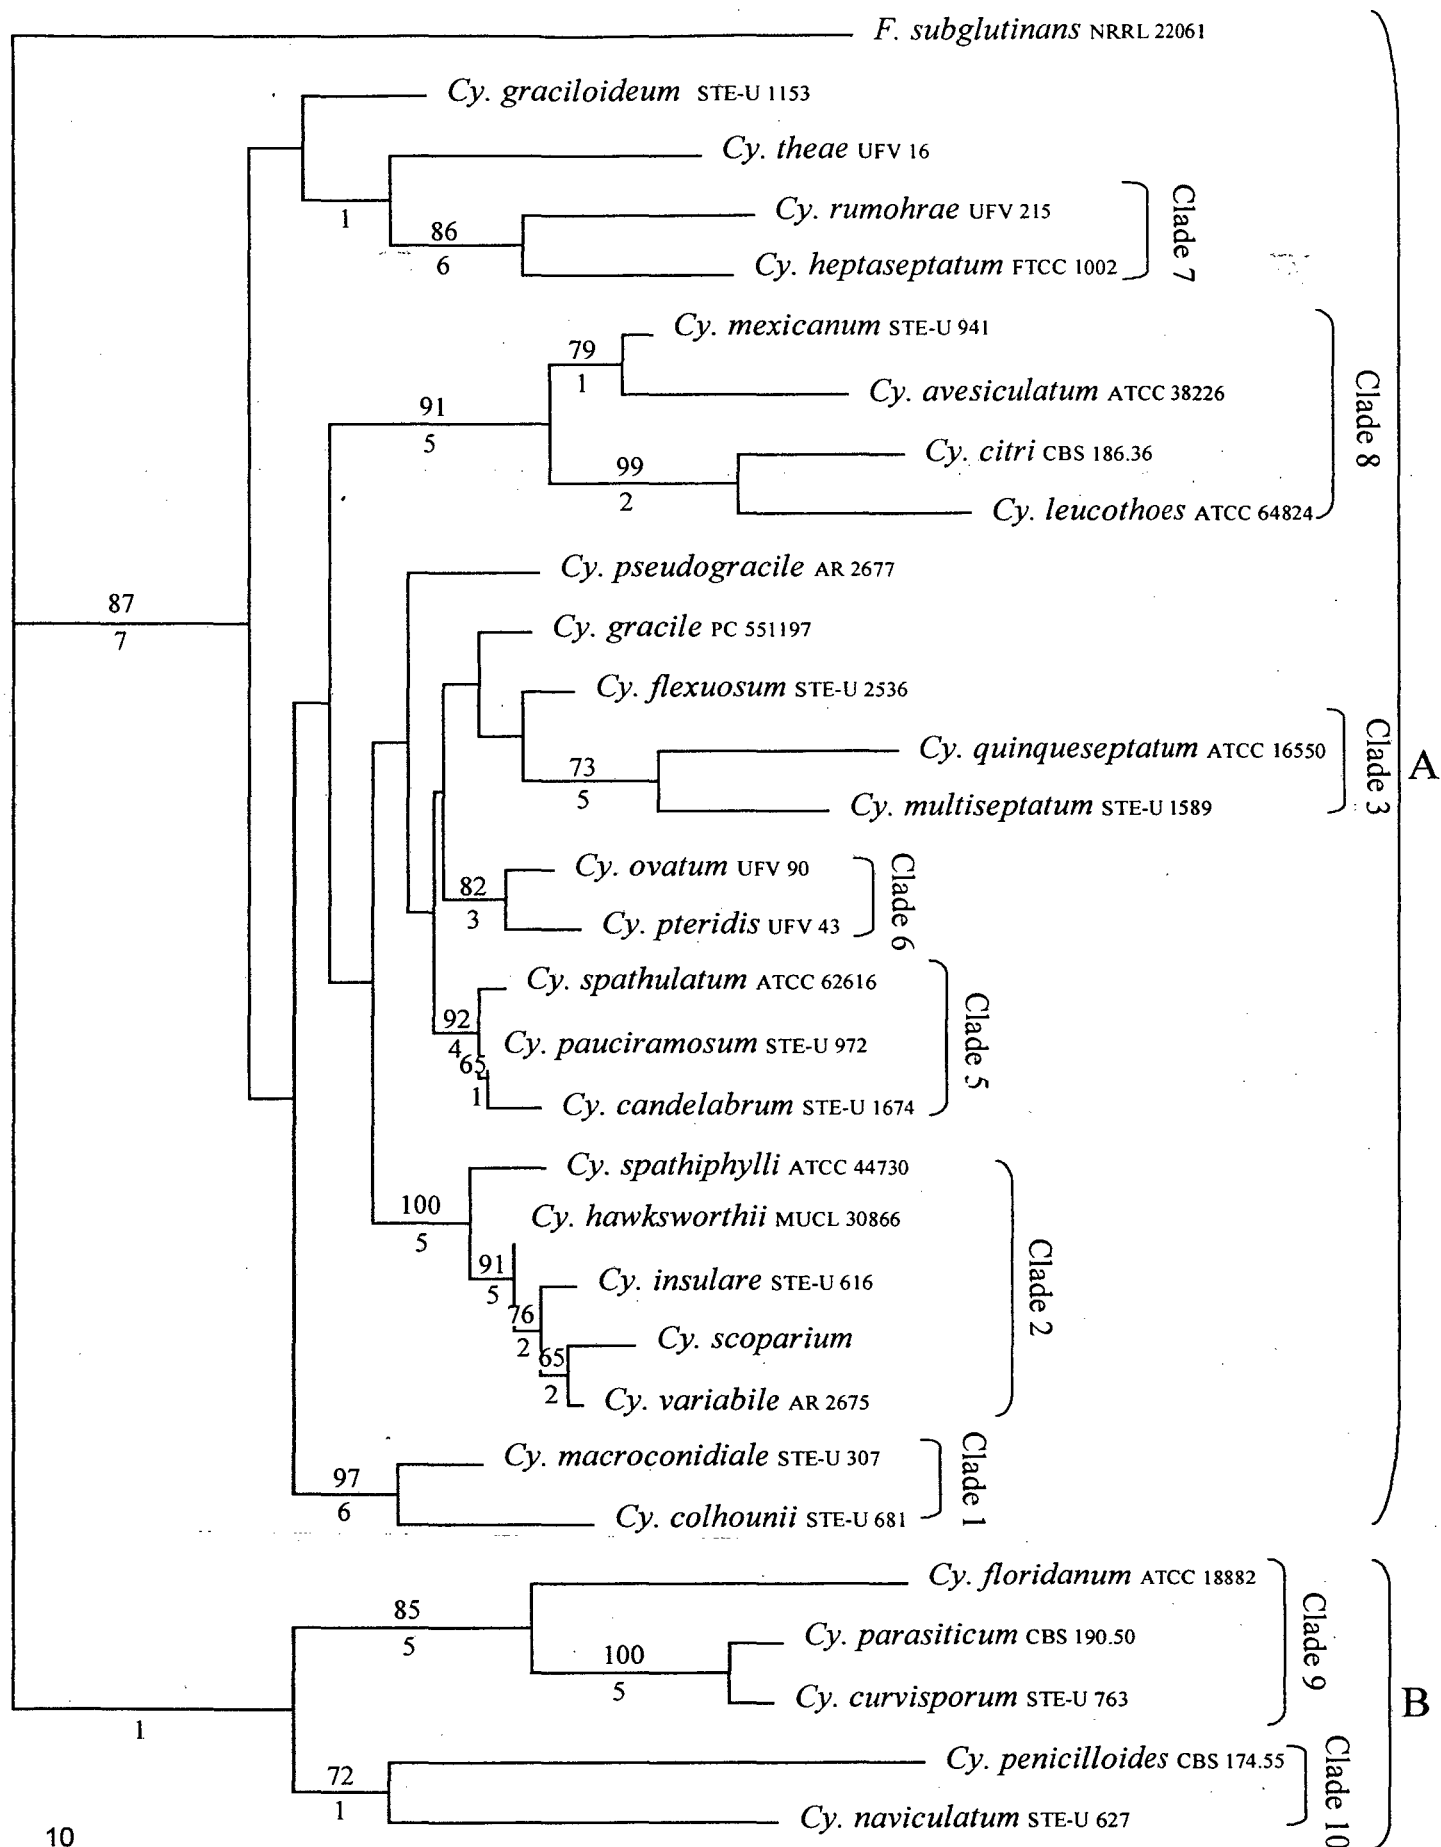 F. subglutinans NRRL 22061
Cy. graciloideum STE-U 1153
Cy. theae UFV 16
1
Cy. rumohrae UFV 215
86
6
Cy. heptaseptatum FTCC 1002
Clade 7
Cy. mexicanum STE-U 941
79
1
Cy. avesiculatum ATCC 38226
91
5
Cy. citri CBS 186.36
99
2
Cy. leucothoes ATCC 64824
Clade 8
Cy. pseudogracile AR 2677
87
7
Cy. gracile PC 551197
Cy. flexuosum STE-U 2536
Cy. quinqueseptatum ATCC 16550
73
5
Cy. multiseptatum STE-U 1589
Clade 3
A
Cy. ovatum UFV 90
82
3
Cy. pteridis UFV 43
Clade 6
Cy. spathulatum ATCC 62616
92
4
Cy. pauciramosum STE-U 972
65
1
Cy. candelabrum STE-U 1674
Clade 5
Cy. spathiphylli ATCC 44730
100
5
Cy. hawksworthii MUCL 30866
91
5
Cy. insulare STE-U 616
76
2
Cy. scoparium
65
2
Cy. variabile AR 2675
Clade 2
Cy. macroconidiale STE-U 307
97
6
Cy. colhounii STE-U 681
Clade 1
Cy. floridanum ATCC 18882
85
5
Cy. parasiticum CBS 190.50
100
5
Cy. curvisporum STE-U 763
Clade 9
B
1
Cy. penicilloides CBS 174.55
72
1
Cy. naviculatum STE-U 627
Clade 10
10